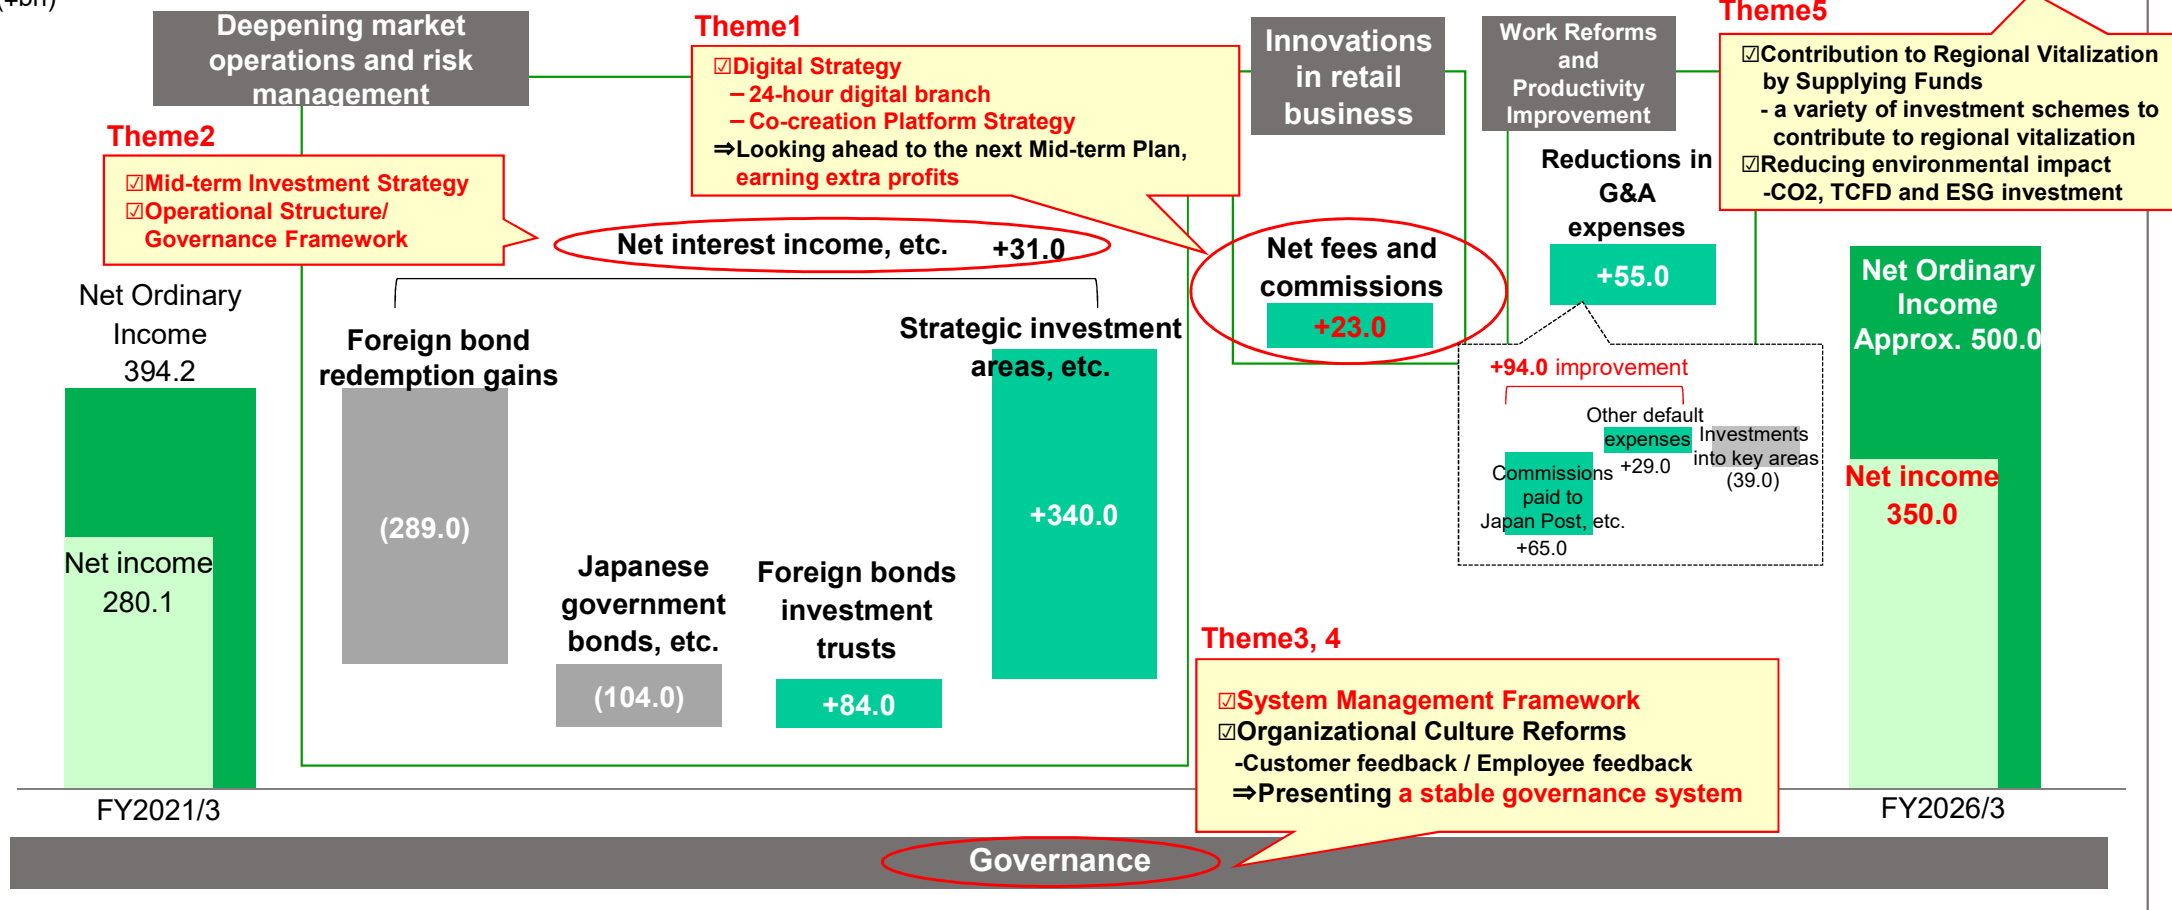 Deepening market
operations and risk
management
Theme1
☑Digital Strategy
–24-hour digital branch
–Co-creation Platform Strategy
⇒Looking ahead to the next Mid-term Plan,
earning extra profits
Innovations
in retail
business
Work Reforms
and
Productivity
Improvement
Theme5
☑Contribution to Regional Vitalization
by Supplying Funds
- a variety of investment schemes to
contribute to regional vitalization
☑Reducing environmental impact
-CO2, TCFD and ESG investment
Theme2
☑Mid-term Investment Strategy
☑Operational Structure/
Governance Framework
Net interest income, etc. +31.0
Net fees and
commissions
+23.0
Reductions in
G&A
expenses
+55.0
Net Ordinary
Income
394.2
Net income
280.1
FY2021/3
Foreign bond
redemption gains
(289.0)
Japanese
government
bonds, etc.
(104.0)
Foreign bonds
investment
trusts
+84.0
Strategic investment
areas, etc.
+340.0
+94.0 improvement
Commissions
paid to
Japan Post, etc.
+65.0
Other default
expenses
+29.0
Investments
into key areas
(39.0)
Net Ordinary
Income
Approx. 500.0
Net income
350.0
FY2026/3
Theme3, 4
☑System Management Framework
☑Organizational Culture Reforms
-Customer feedback / Employee feedback
⇒Presenting a stable governance system
Governance